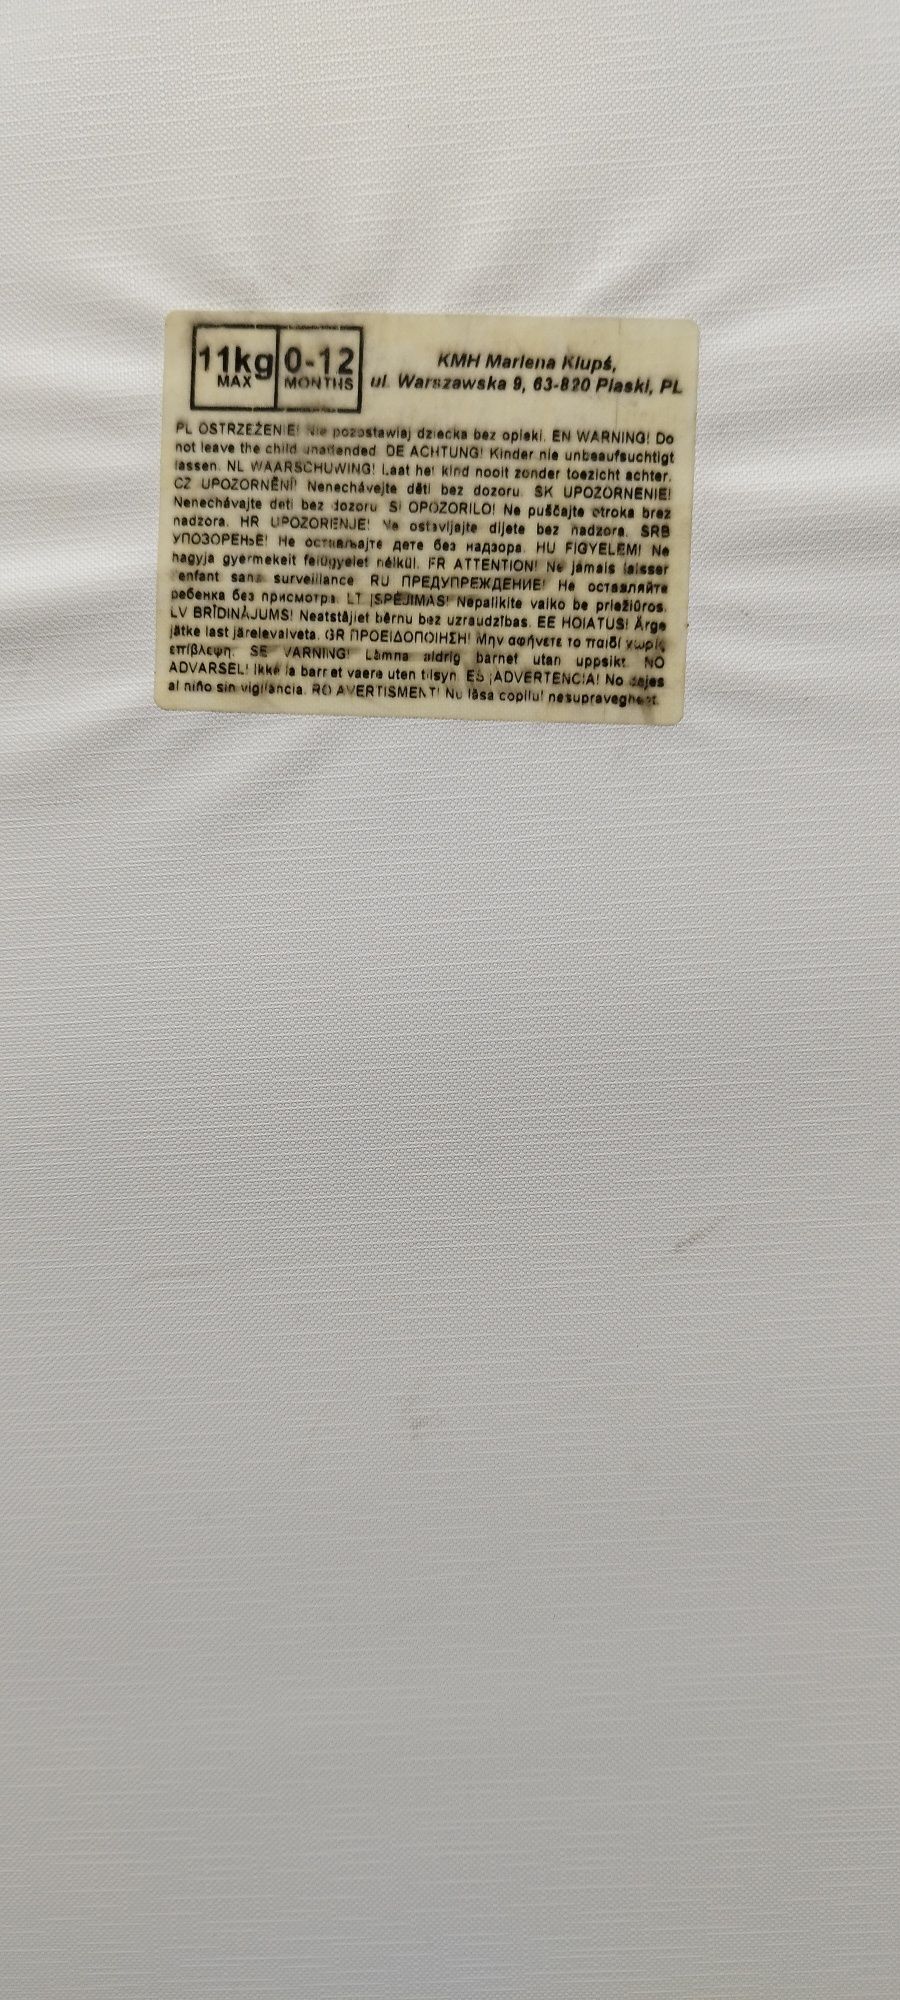 11kg 0-12
MAX MONTHS
KMH Marlena Klupś,
ul. Warszawska 9, 63-820 Piaski, PL
PL OSTRZEŻENIE! Nie pozostawiaj dziecka bez opieki. EN WARNING! Do
not leave the child unattended. DE ACHTUNG! Kinder nie unbeaufsuchtigt
lassen. NL WAARSCHUWING! Laat het kind nooit zonder toezicht achter.
CZ UPOZORNĚNÍ! Nenechávejte děti bez dozoru. SK UPOZORNENIE!
Nenechávajte deti bez dozoru. SI OPOZORILO! Ne puščajte otroka brez
nadzora. HR UPOZORENJE! Ne ostavljajte dijete bez nadzora. SRB
УПОЗОРЕЊЕ! Не остављајте дете без надзора. HU FIGYELEM! Ne
hagyja gyermekeit felügyelet nélkül. FR ATTENTION! Ne jamais laisser
l'enfant sans surveillance. RU ПРЕДУПРЕЖДЕНИЕ! Не оставляйте
ребенка без присмотра. LT ĮSPĖJIMAS! Nepalikite vaiko be priežiūros.
LV BRĪDINĀJUMS! Neatstājiet bērnu bez uzraudzības. EE HOIATUS! Ärge
jätke last järelevalveta. GR ΠΡΟΕΙΔΟΠΟΙΗΣΗ! Μην αφήνετε το παιδί χωρίς
επίβλεψη. SE VARNING! Lämna aldrig barnet utan uppsikt. NO
ADVARSEL! Ikke la barnet vaere uten tilsyn. ES ¡ADVERTENCIA! No dejes
al niño sin vigilancia. RO AVERTISMENT! Nu lăsa copilul nesupravegheat.